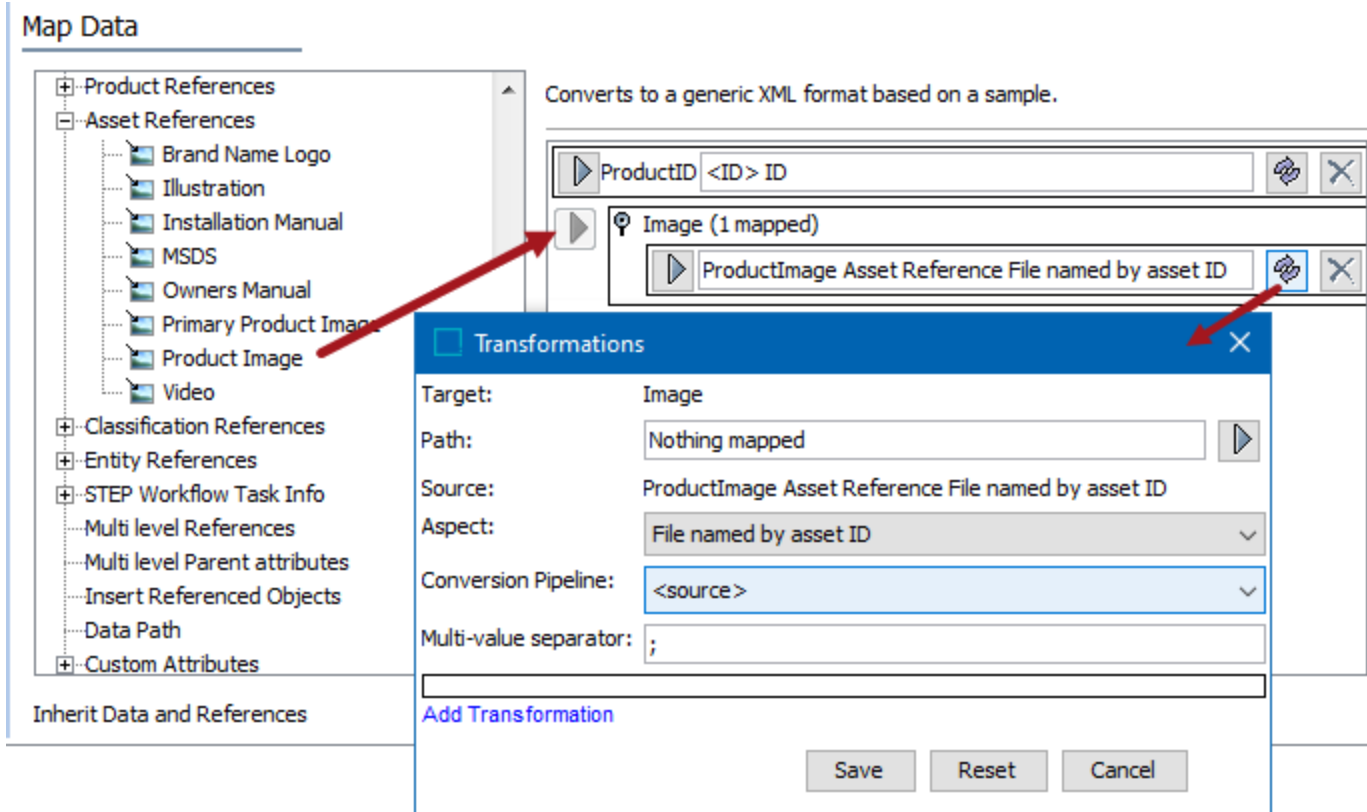 Map Data
Product References
Asset References
Brand Name Logo
Illustration
Installation Manual
MSDS
Owners Manual
Primary Product Image
Product Image
Video
Classification References
Entity References
STEP Workflow Task Info
Multi level References
Multi level Parent attributes
Insert Referenced Objects
Data Path
Custom Attributes
Inherit Data and References
Converts to a generic XML format based on a sample.
ProductID <ID> ID
Image (1 mapped)
ProductImage Asset Reference File named by asset ID
Transformations
Target: Image
Path: Nothing mapped
Source: ProductImage Asset Reference File named by asset ID
Aspect: File named by asset ID
Conversion Pipeline: <source>
Multi-value separator: ;
Add Transformation
Save Reset Cancel